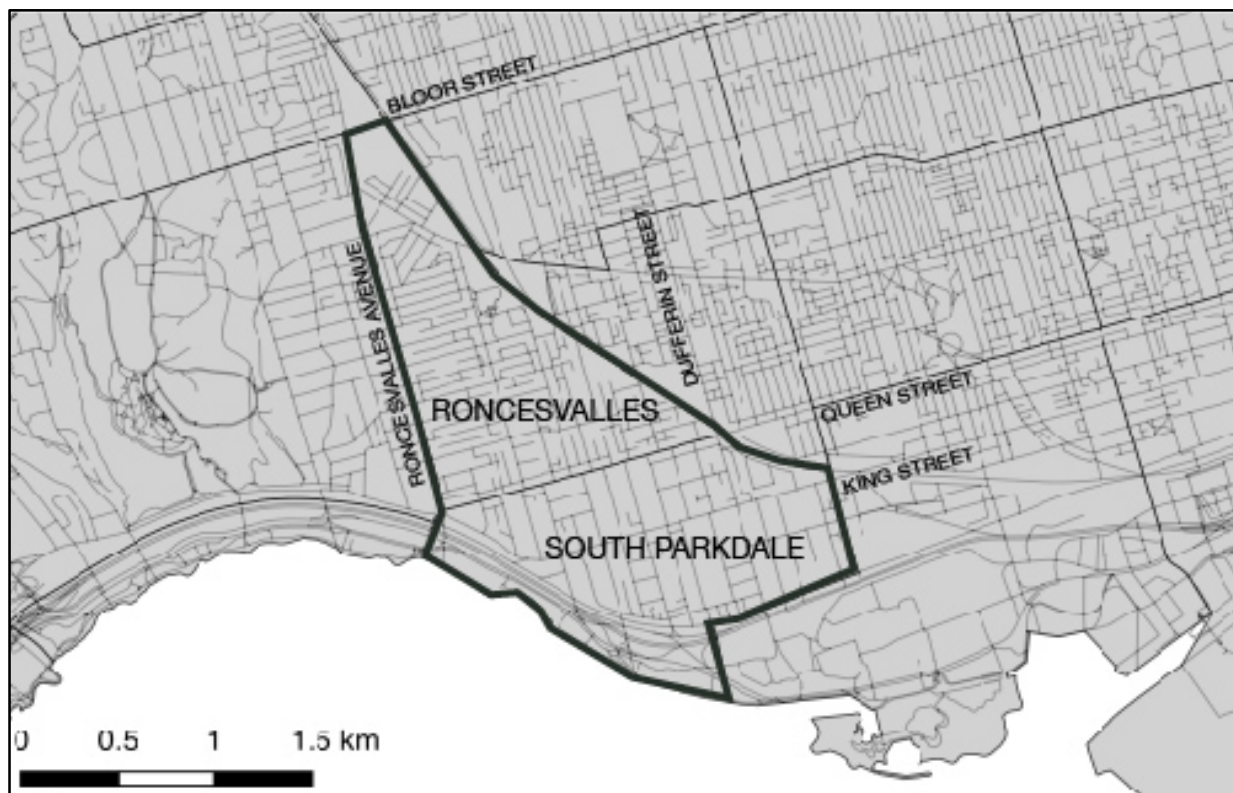 BLOOR STREET
RONCESVALLES AVENUE
DUFFERIN STREET
RONCESVALLES
QUEEN STREET
KING STREET
SOUTH PARKDALE
0 0.5 1 1.5 km